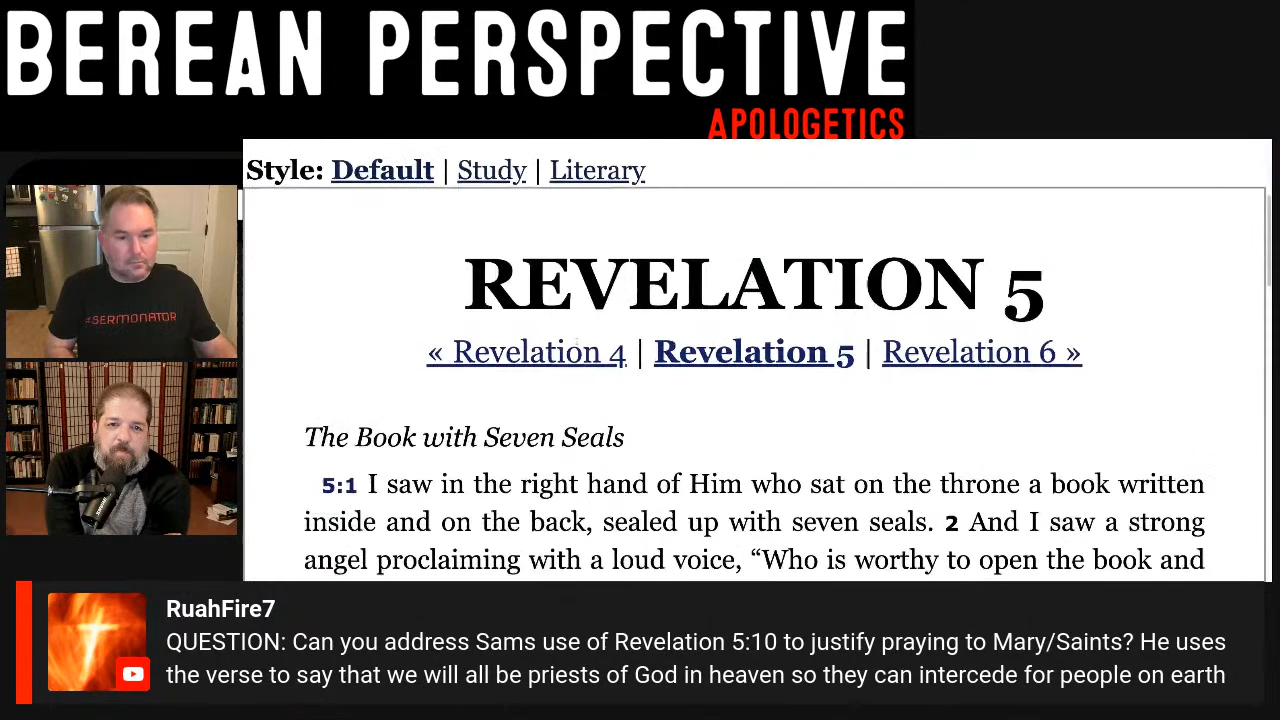 BEREAN PERSPECTIVE
APOLOGETICS
Style: Default | Study | Literary
REVELATION 5
« Revelation 4 | Revelation 5 | Revelation 6 »
The Book with Seven Seals
5:1 I saw in the right hand of Him who sat on the throne a book written
inside and on the back, sealed up with seven seals. 2 And I saw a strong
angel proclaiming with a loud voice, “Who is worthy to open the book and
#SERMONATOR
RuahFire7
QUESTION: Can you address Sams use of Revelation 5:10 to justify praying to Mary/Saints? He uses
the verse to say that we will all be priests of God in heaven so they can intercede for people on earth